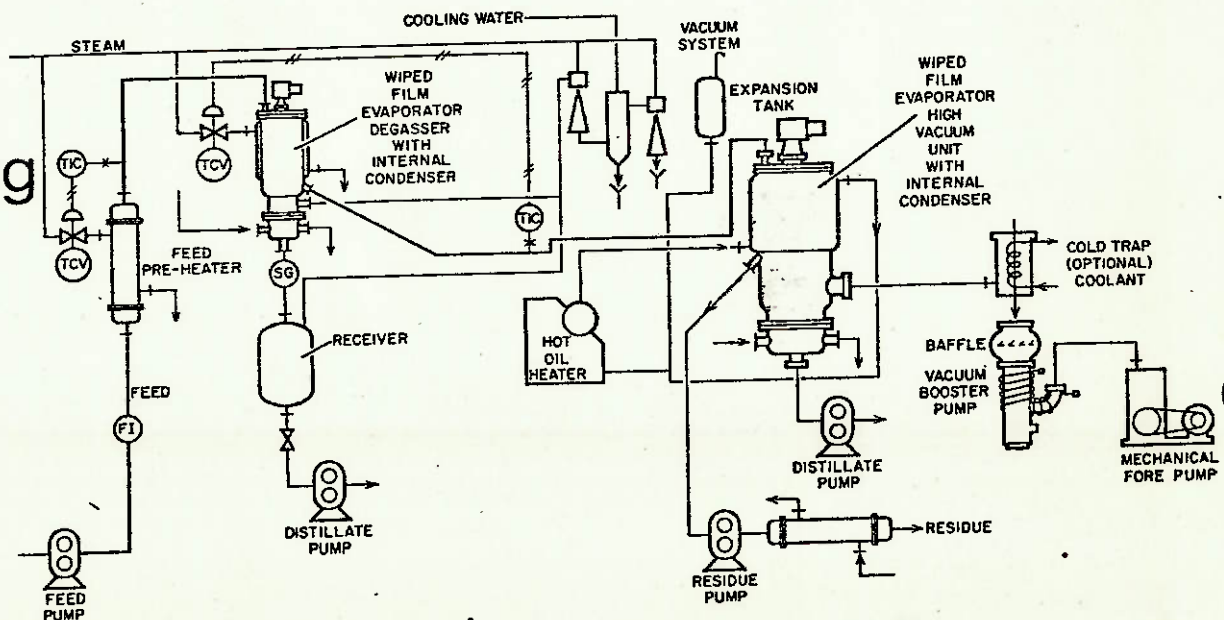 COOLING WATER
VACUUM
SYSTEM
STEAM
WIPED
FILM
EVAPORATOR
DEGASSER
WITH
INTERNAL
CONDENSER
EXPANSION
TANK
WIPED
FILM
EVAPORATOR
HIGH
VACUUM
UNIT
WITH
INTERNAL
CONDENSER
g
TIC
TCV
TCV
TIC
FEED
PRE-HEATER
SG
COLD TRAP
(OPTIONAL)
COOLANT
RECEIVER
HOT
OIL
HEATER
BAFFLE
VACUUM
BOOSTER
PUMP
FEED
FI
MECHANICAL
FORE PUMP
DISTILLATE
PUMP
DISTILLATE
PUMP
RESIDUE
RESIDUE
PUMP
FEED
PUMP